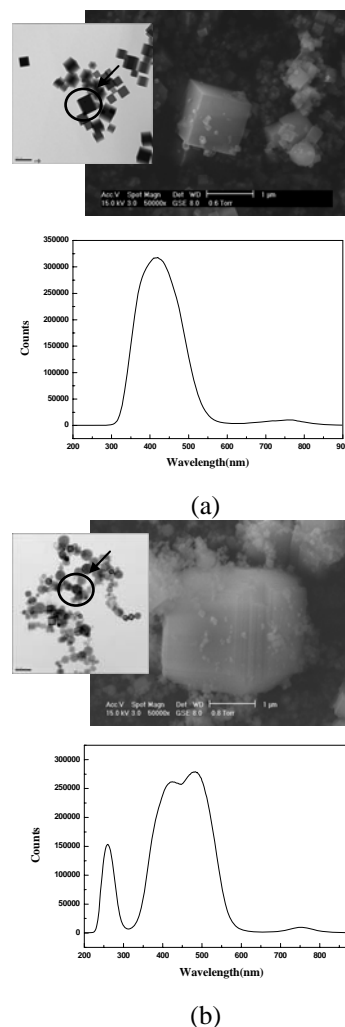 Acc.V Spot Magn Det WD 1 µm
15.0 kV 3.0 50000x GSE 8.0 0.6 Torr
350000
300000
250000
200000
150000
100000
50000
0
Counts
200 300 400 500 600 700 800 900
Wavelength(nm)
(a)
Acc.V Spot Magn Det WD 1 µm
15.0 kV 3.0 50000x GSE 8.0 0.8 Torr
300000
250000
200000
150000
100000
50000
0
Counts
200 300 400 500 600 700 800
Wavelength(nm)
(b)